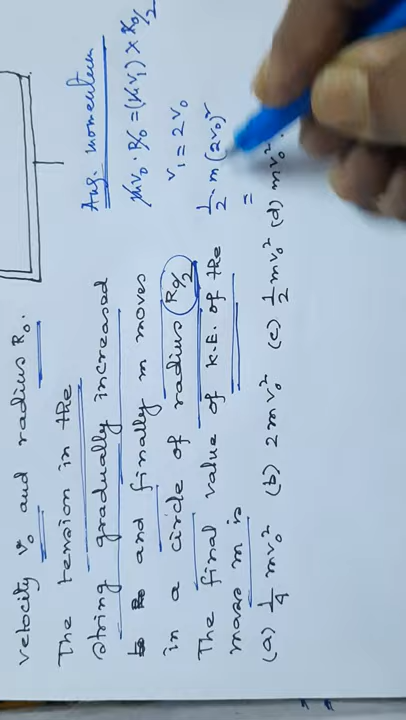 velocity v₀ and radius R₀.
The tension in the
string gradually increased
and finally m moves
in a circle of radius R₀/2
The final value of K.E. of the
mass m is
(a) 1/4 mv₀² (b) 2mv₀² (c) 1/2 mv₀² (d) mv₀².
Ang. momentum
mv₀ · R₀ = (mv₁) × R₀/2
v₁ = 2v₀
1/2 · m (2v₀)²
=